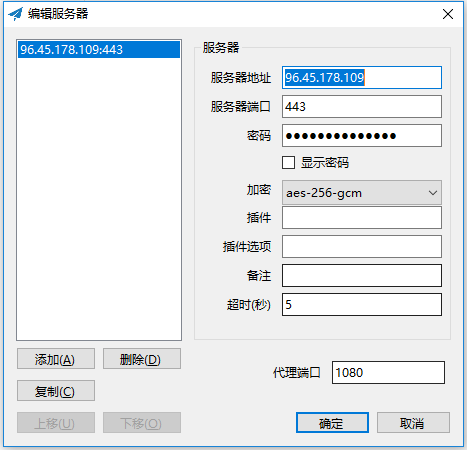 编辑服务器
96.45.178.109:443
服务器
服务器地址 96.45.178.109
服务器端口 443
密码 ●●●●●●●●●●●●●●
显示密码
加密 aes-256-gcm
插件
插件选项
备注
超时(秒) 5
添加(A) 删除(D)
复制(C)
代理端口 1080
上移(U) 下移(O)
确定 取消